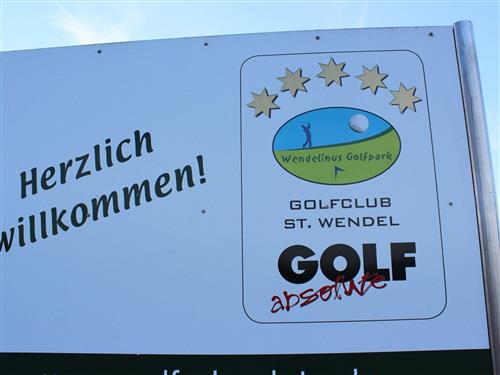 Herzlich
willkommen!
Wendelinus Golfpark
GOLFCLUB
ST. WENDEL
GOLF
absolute